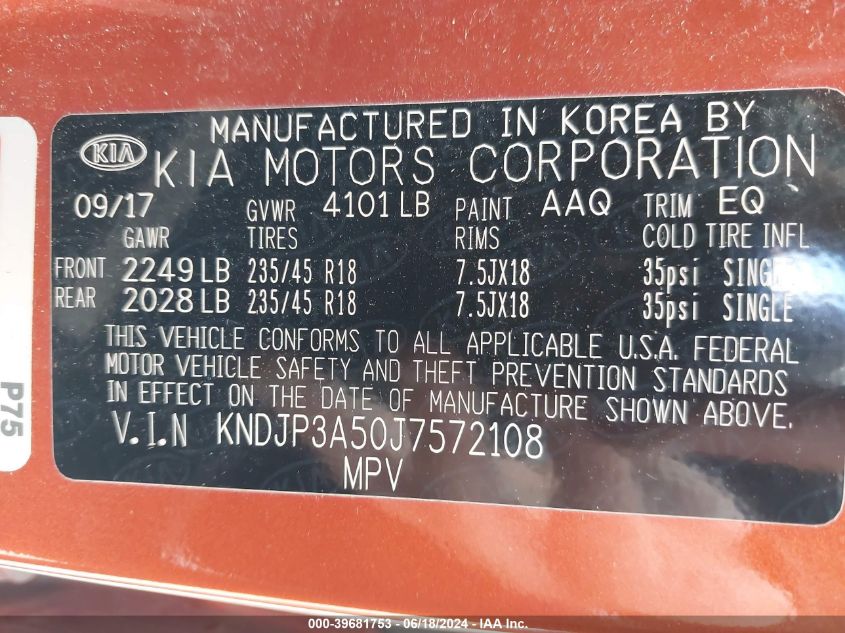 MANUFACTURED IN KOREA BY
KIA KIA MOTORS CORPORATION
09/17 GVWR 4101 LB PAINT AAQ TRIM EQ
GAWR TIRES RIMS COLD TIRE INFL
FRONT 2249 LB 235/45 R18 7.5JX18 35psi SINGLE
REAR 2028 LB 235/45 R18 7.5JX18 35psi SINGLE
THIS VEHICLE CONFORMS TO ALL APPLICABLE U.S.A. FEDERAL
MOTOR VEHICLE SAFETY AND THEFT PREVENTION STANDARDS
IN EFFECT ON THE DATE OF MANUFACTURE SHOWN ABOVE.
V.I.N KNDJP3A50J7572108
MPV
P75
000-39681753 - 06/18/2024 - IAAI.COM